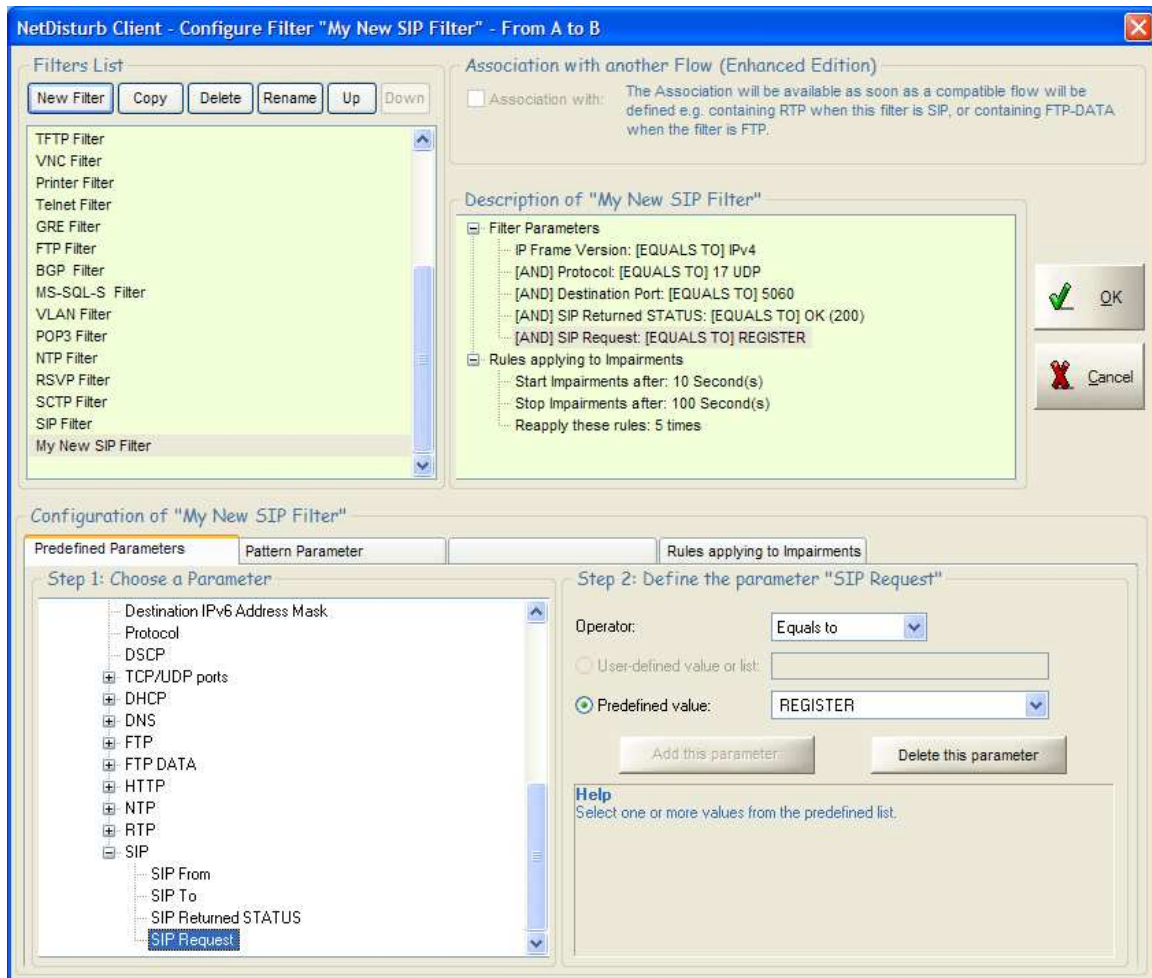 NetDisturb Client - Configure Filter "My New SIP Filter" - From A to B
Filters List
New Filter
Copy
Delete
Rename
Up
Down
TFTP Filter
VNC Filter
Printer Filter
Telnet Filter
GRE Filter
FTP Filter
BGP Filter
MS-SQL-S Filter
VLAN Filter
POP3 Filter
NTP Filter
RSVP Filter
SCTP Filter
SIP Filter
My New SIP Filter
Association with another Flow (Enhanced Edition)
Association with:
The Association will be available as soon as a compatible flow will be
defined e.g. containing RTP when this filter is SIP, or containing FTP-DATA
when the filter is FTP.
Description of "My New SIP Filter"
Filter Parameters
IP Frame Version: [EQUALS TO] IPv4
[AND] Protocol: [EQUALS TO] 17 UDP
[AND] Destination Port: [EQUALS TO] 5060
[AND] SIP Returned STATUS: [EQUALS TO] OK (200)
[AND] SIP Request: [EQUALS TO] REGISTER
Rules applying to Impairments
Start Impairments after: 10 Second(s)
Stop Impairments after: 100 Second(s)
Reapply these rules: 5 times
OK
Cancel
Configuration of "My New SIP Filter"
Predefined Parameters
Pattern Parameter
Rules applying to Impairments
Step 1: Choose a Parameter
Destination IPv6 Address Mask
Protocol
DSCP
TCP/UDP ports
DHCP
DNS
FTP
FTP DATA
HTTP
NTP
RTP
SIP
SIP From
SIP To
SIP Returned STATUS
SIP Request
Step 2: Define the parameter "SIP Request"
Operator:
Equals to
User-defined value or list:
Predefined value:
REGISTER
Add this parameter
Delete this parameter
Help
Select one or more values from the predefined list.